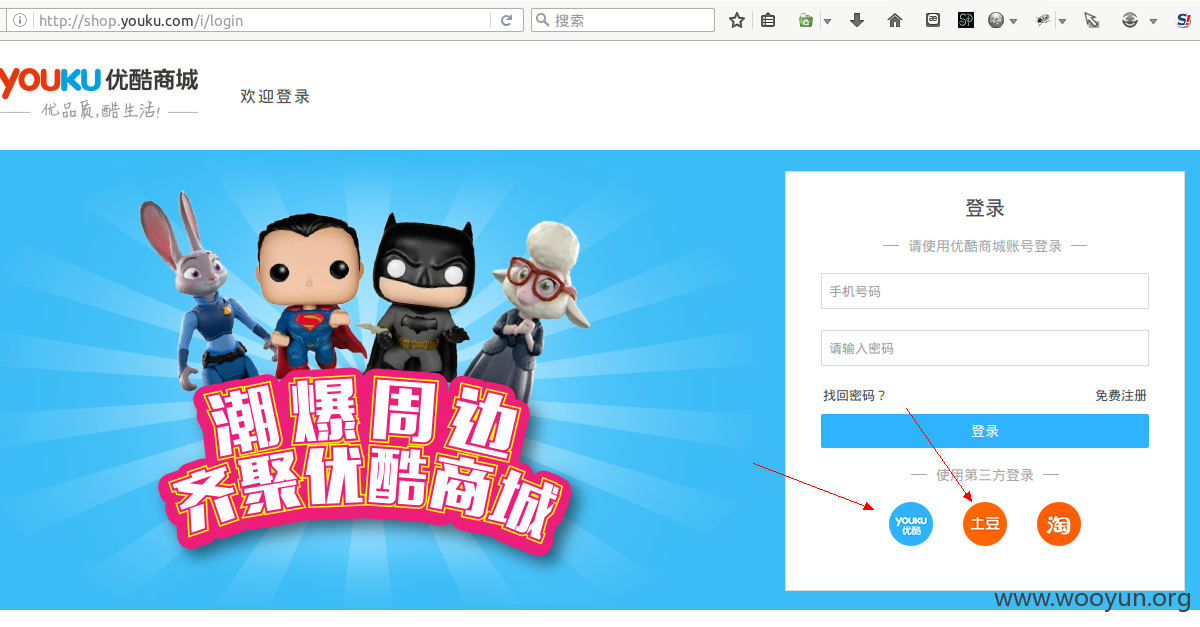 http://shop.youku.com/i/login
搜索
YOUKU 优酷商城
优品质,酷生活!
欢迎登录
潮爆周边
齐聚优酷商城
登录
请使用优酷商城账号登录
手机号码
请输入密码
找回密码？ 免费注册
登录
使用第三方登录
YOUKU 土豆 淘
优酷
www.wooyun.org